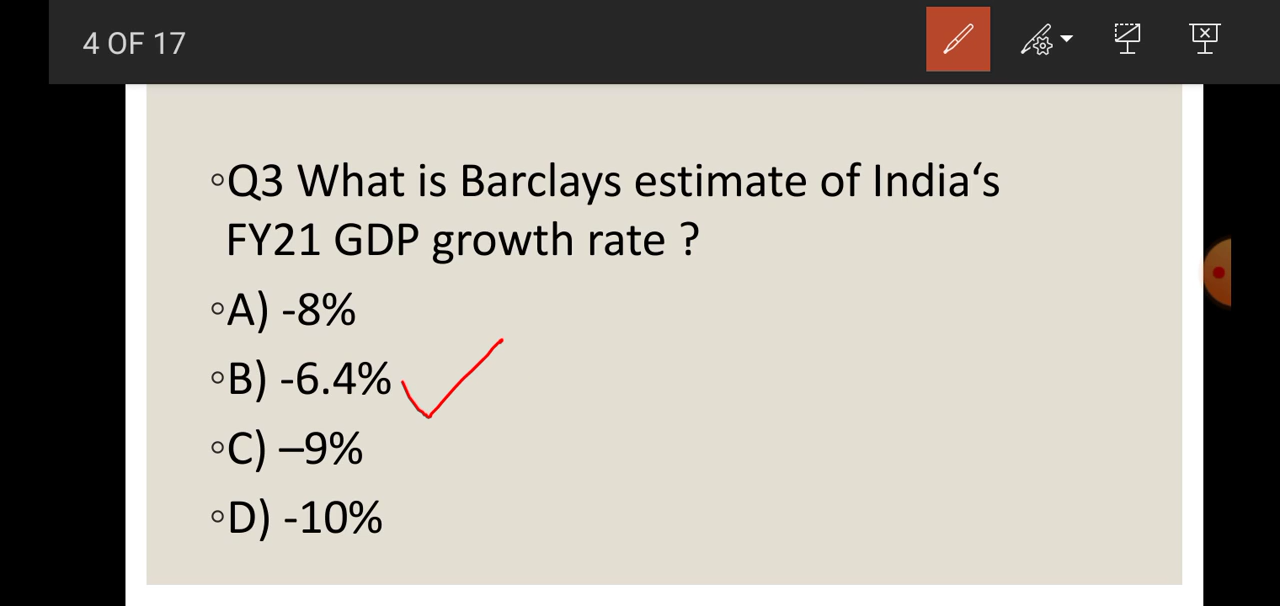 4 OF 17
◦Q3 What is Barclays estimate of India‘s
FY21 GDP growth rate ?
◦A) -8%
◦B) -6.4%
◦C) –9%
◦D) -10%